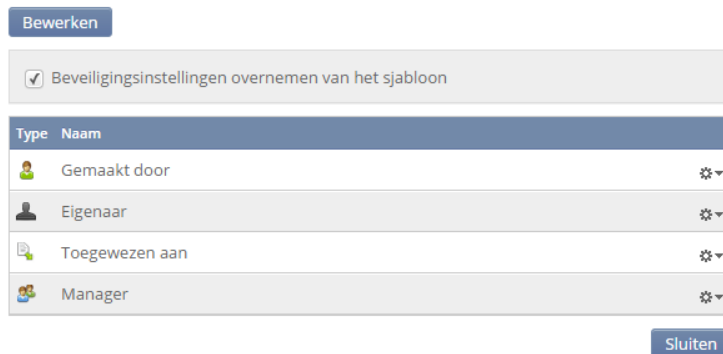 Bewerken
Beveiligingsinstellingen overnemen van het sjabloon
Type Naam
Gemaakt door
Eigenaar
Toegewezen aan
Manager
Sluiten